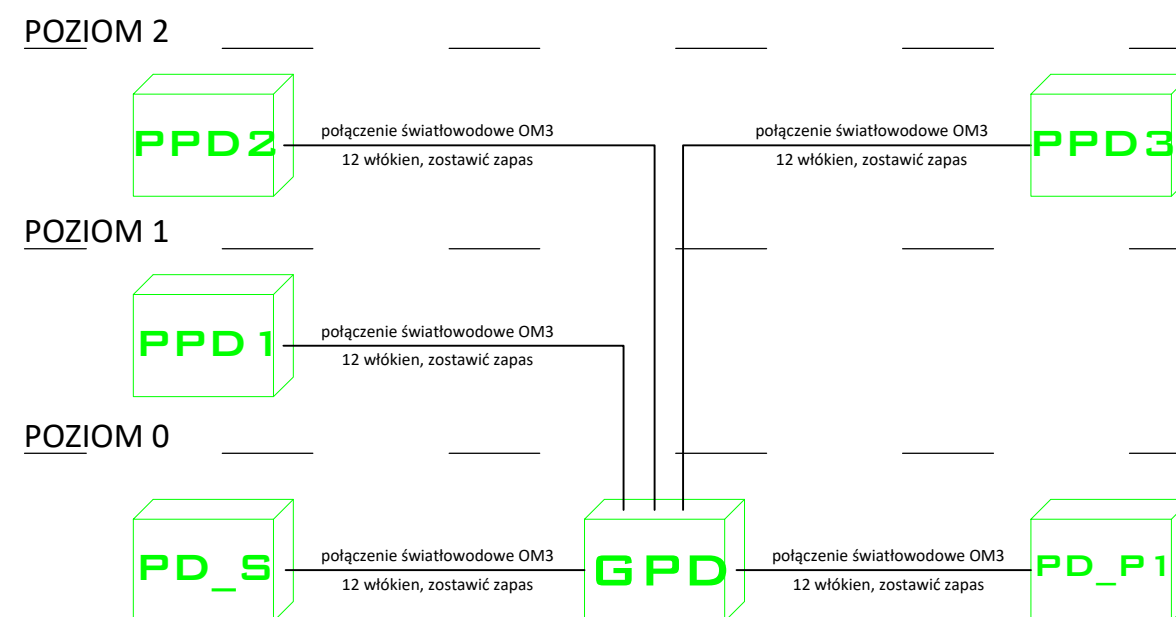 POZIOM 2
PPD2
połączenie światłowodowe OM3
12 włókien, zostawić zapas
połączenie światłowodowe OM3
12 włókien, zostawić zapas
PPD3
POZIOM 1
PPD1
połączenie światłowodowe OM3
12 włókien, zostawić zapas
POZIOM 0
PD_S
połączenie światłowodowe OM3
12 włókien, zostawić zapas
GPD
połączenie światłowodowe OM3
12 włókien, zostawić zapas
PD_P1